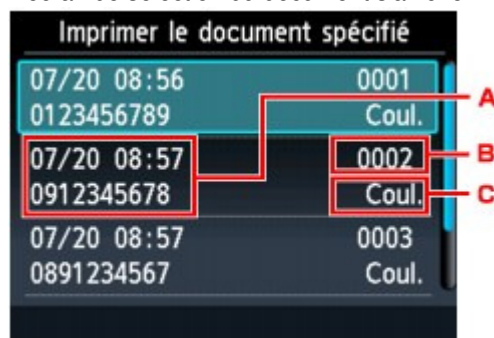 Imprimer le document spécifié
07/20 08:56 0001
0123456789 Coul.
A
07/20 08:57 0002
B
0912345678 Coul.
C
07/20 08:57 0003
0891234567 Coul.